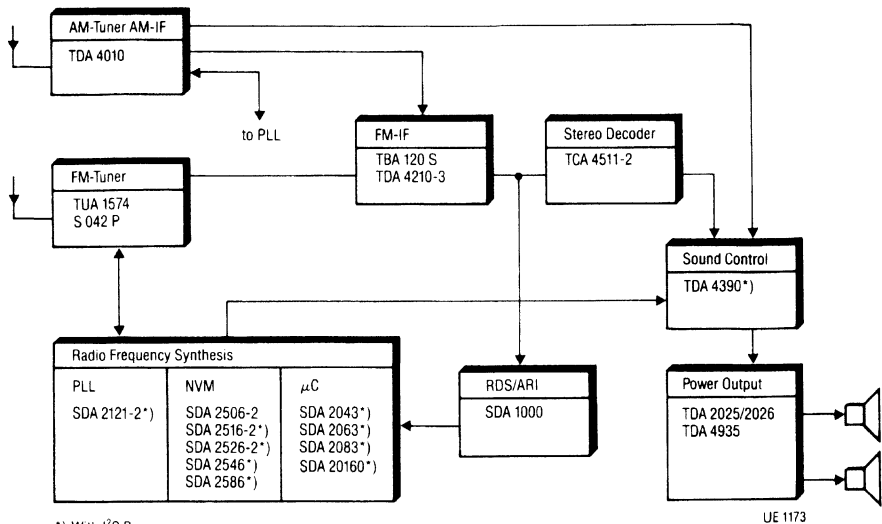 AM-Tuner AM-IF
TDA 4010
to PLL
FM-IF
TBA 120 S
TDA 4210-3
Stereo Decoder
TCA 4511-2
FM-Tuner
TUA 1574
S 042 P
Sound Control
TDA 4390*)
Radio Frequency Synthesis
PLL
SDA 2121-2*)
NVM
SDA 2506-2
SDA 2516-2*)
SDA 2526-2*)
SDA 2546*)
SDA 2586*)
μC
SDA 2043*)
SDA 2063*)
SDA 2083*)
SDA 20160*)
RDS/ARI
SDA 1000
Power Output
TDA 2025/2026
TDA 4935
UE 1173